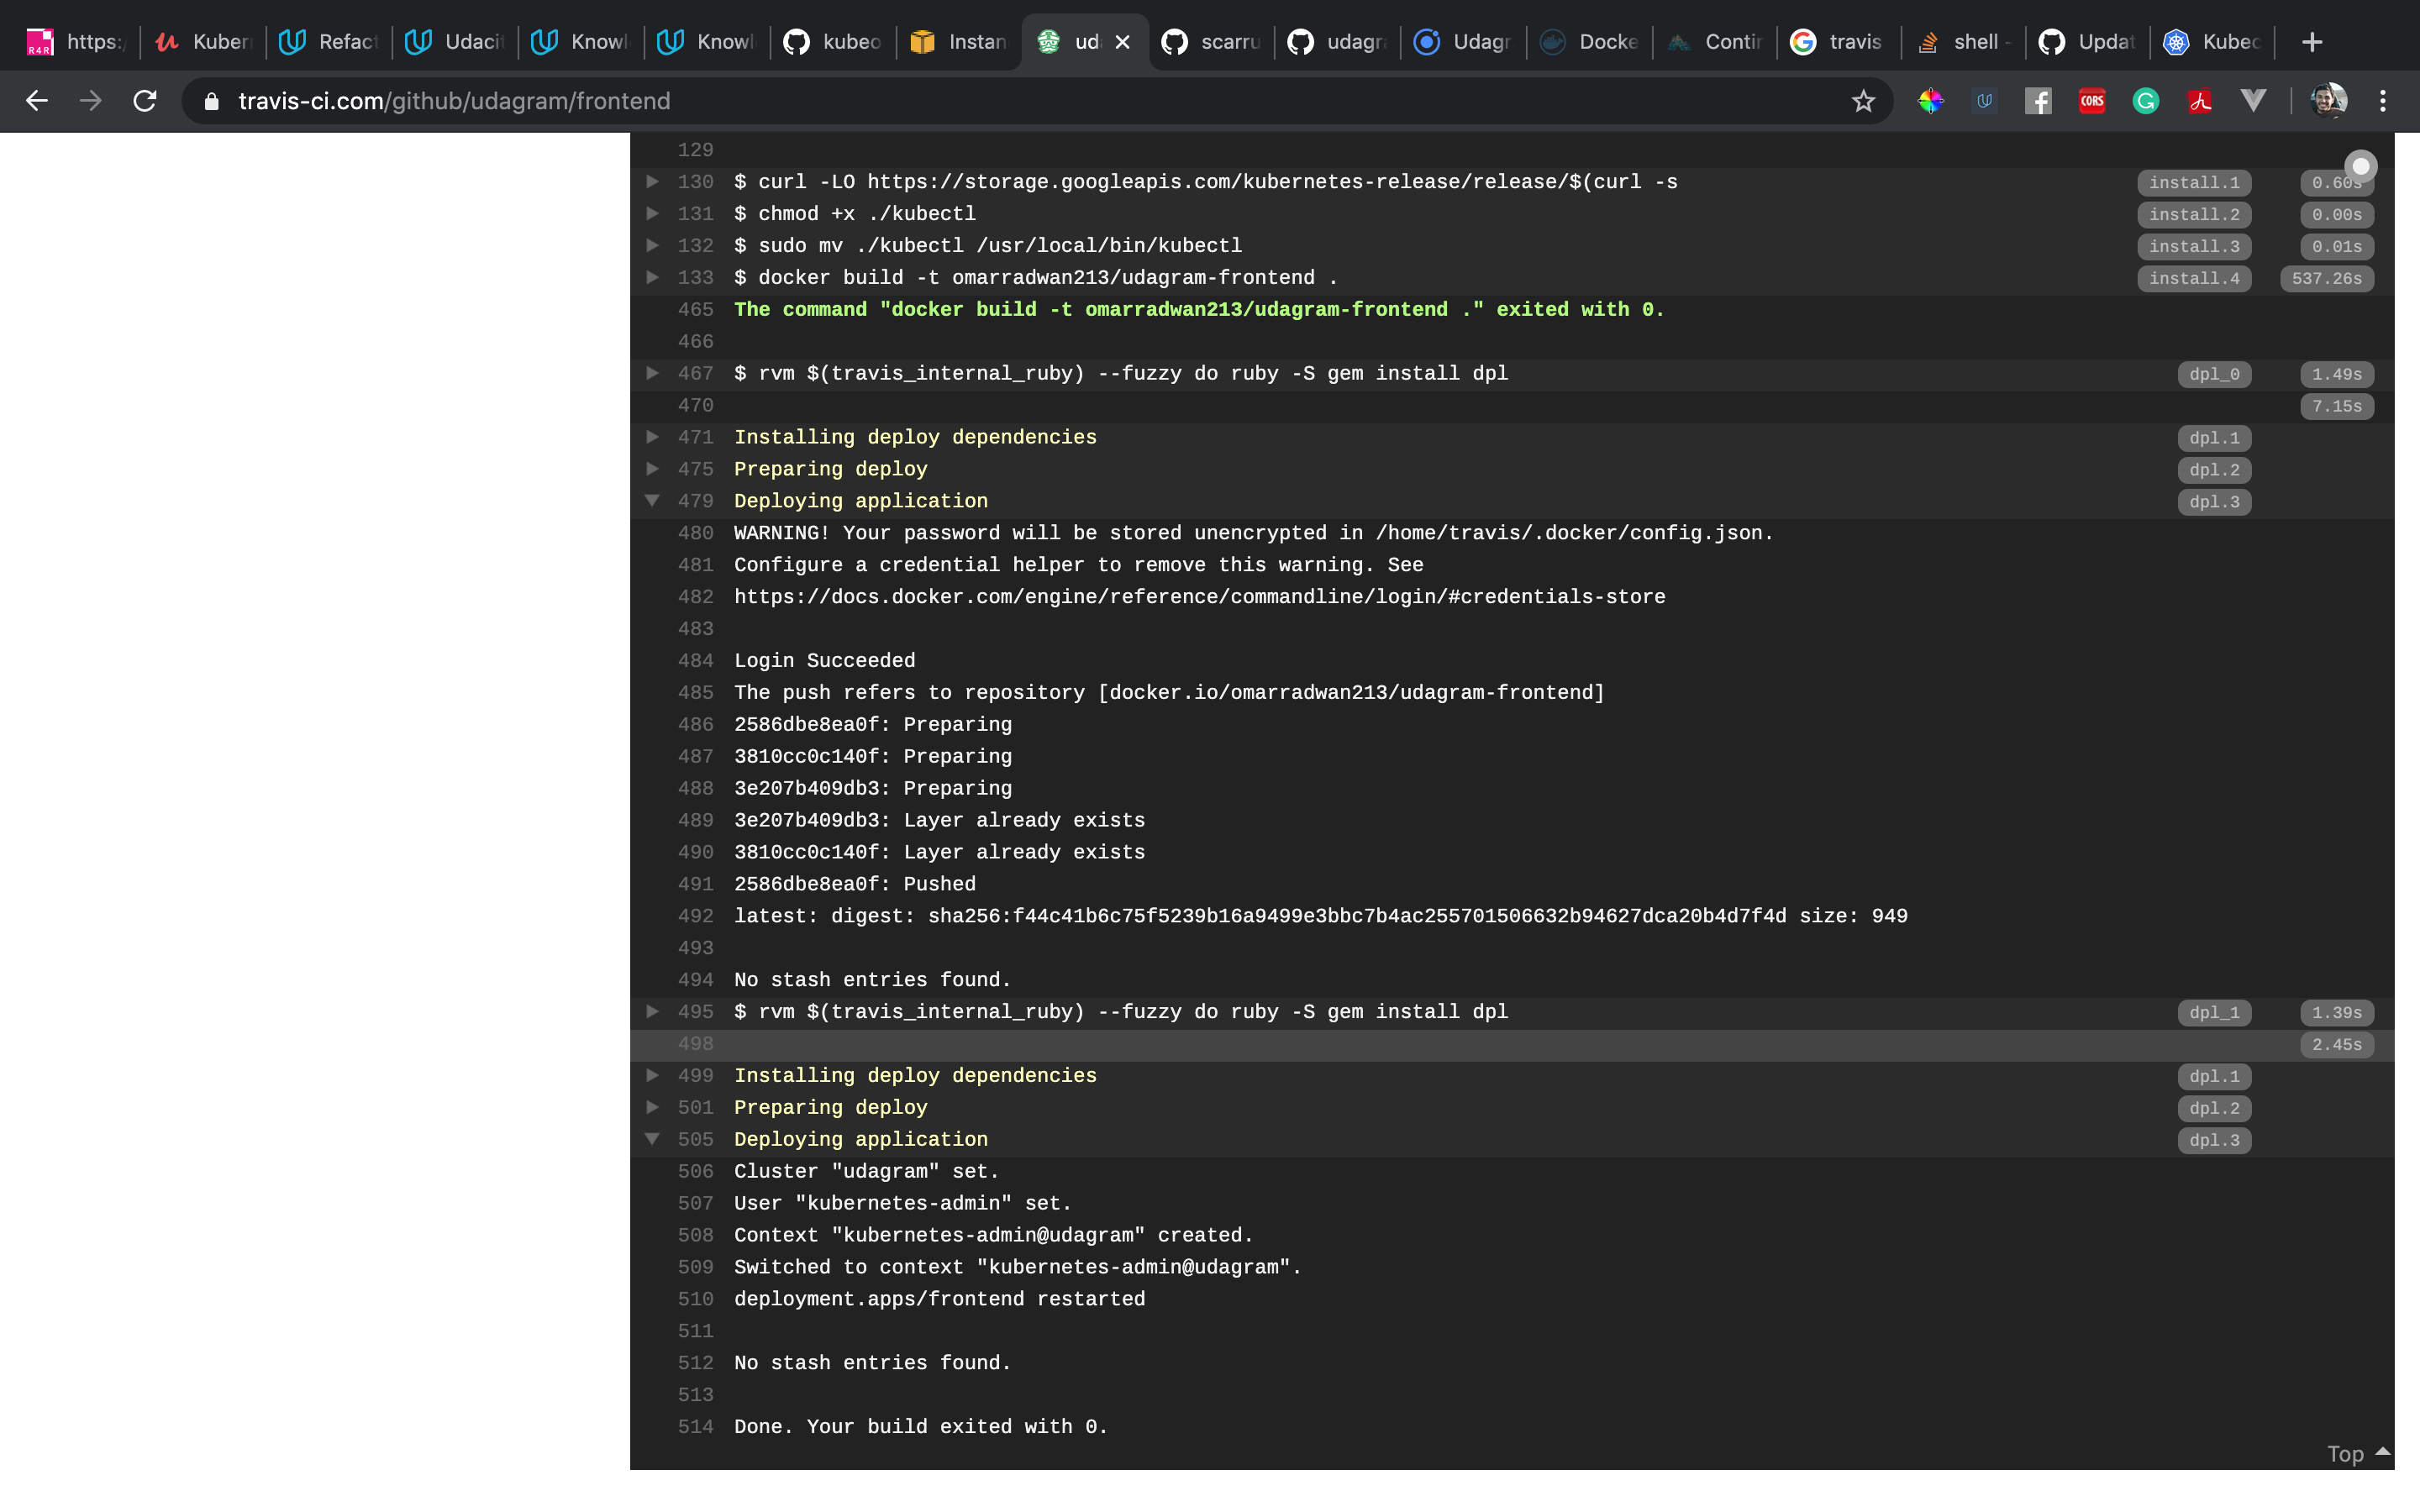 R4R https:/ Kuber Refact Udaci Knowl Knowl kubeo Instan ud scarru udagr Udagr Docke Contin travis shell - Updat Kubec
travis-ci.com/github/udagram/frontend CORS
129
130 $ curl -LO https://storage.googleapis.com/kubernetes-release/release/$(curl -s install.1 0.60s
131 $ chmod +x ./kubectl install.2 0.00s
132 $ sudo mv ./kubectl /usr/local/bin/kubectl install.3 0.01s
133 $ docker build -t omarradwan213/udagram-frontend . install.4 537.26s
465 The command "docker build -t omarradwan213/udagram-frontend ." exited with 0.
466
467 $ rvm $(travis_internal_ruby) --fuzzy do ruby -S gem install dpl dpl_0 1.49s
470 7.15s
471 Installing deploy dependencies dpl.1
475 Preparing deploy dpl.2
479 Deploying application dpl.3
480 WARNING! Your password will be stored unencrypted in /home/travis/.docker/config.json.
481 Configure a credential helper to remove this warning. See
482 https://docs.docker.com/engine/reference/commandline/login/#credentials-store
483
484 Login Succeeded
485 The push refers to repository [docker.io/omarradwan213/udagram-frontend]
486 2586dbe8ea0f: Preparing
487 3810cc0c140f: Preparing
488 3e207b409db3: Preparing
489 3e207b409db3: Layer already exists
490 3810cc0c140f: Layer already exists
491 2586dbe8ea0f: Pushed
492 latest: digest: sha256:f44c41b6c75f5239b16a9499e3bbc7b4ac255701506632b94627dca20b4d7f4d size: 949
493
494 No stash entries found.
495 $ rvm $(travis_internal_ruby) --fuzzy do ruby -S gem install dpl dpl_1 1.39s
498 2.45s
499 Installing deploy dependencies dpl.1
501 Preparing deploy dpl.2
505 Deploying application dpl.3
506 Cluster "udagram" set.
507 User "kubernetes-admin" set.
508 Context "kubernetes-admin@udagram" created.
509 Switched to context "kubernetes-admin@udagram".
510 deployment.apps/frontend restarted
511
512 No stash entries found.
513
514 Done. Your build exited with 0.
Top